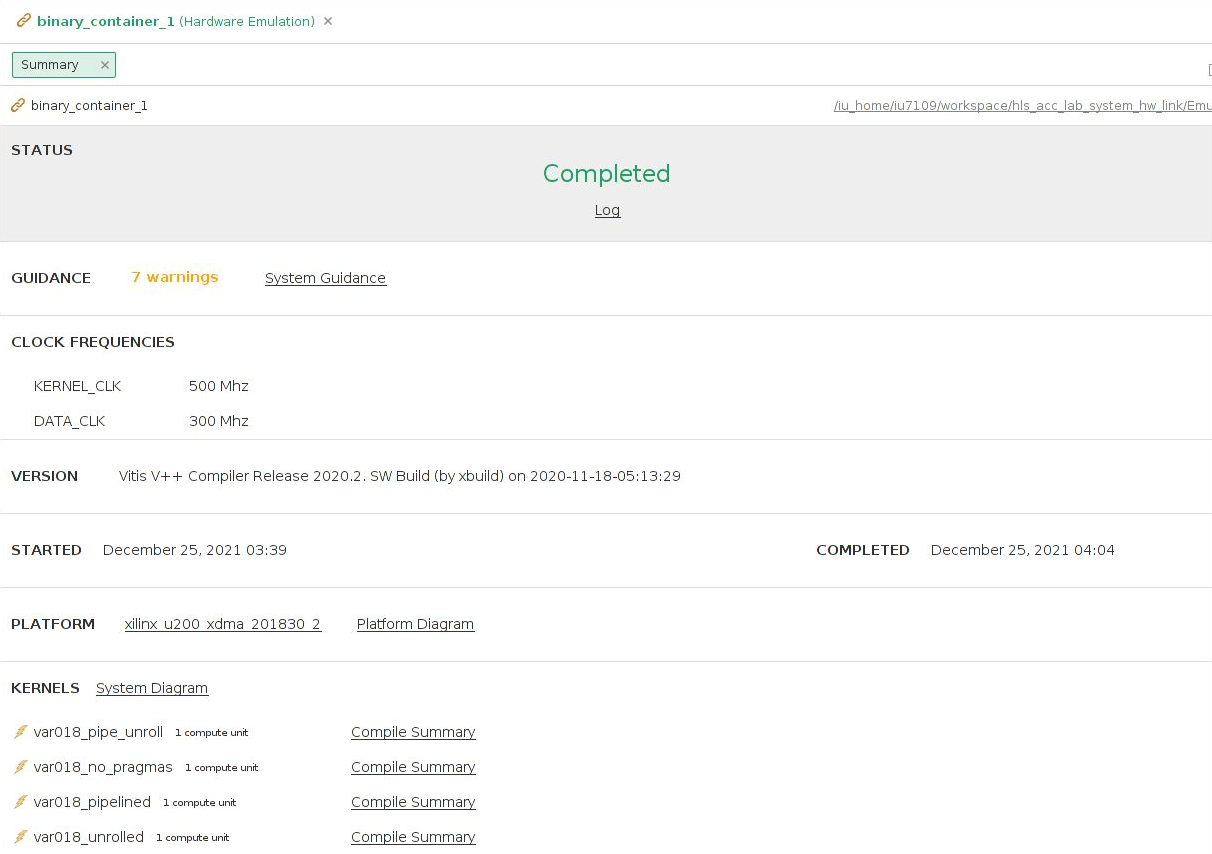 binary_container_1 (Hardware Emulation) ×
Summary ×
binary_container_1 /iu_home/iu7109/workspace/hls_acc_lab_system_hw_link/Emu
STATUS
Completed
Log
GUIDANCE 7 warnings System Guidance
CLOCK FREQUENCIES
KERNEL_CLK 500 Mhz
DATA_CLK 300 Mhz
VERSION Vitis V++ Compiler Release 2020.2. SW Build (by xbuild) on 2020-11-18-05:13:29
STARTED December 25, 2021 03:39 COMPLETED December 25, 2021 04:04
PLATFORM xilinx_u200_xdma_201830_2 Platform Diagram
KERNELS System Diagram
var018_pipe_unroll 1 compute unit Compile Summary
var018_no_pragmas 1 compute unit Compile Summary
var018_pipelined 1 compute unit Compile Summary
var018_unrolled 1 compute unit Compile Summary